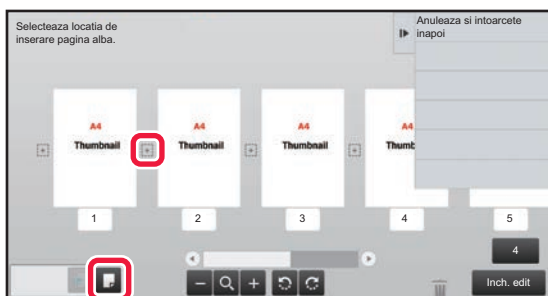 Selecteaza locatia de
inserare pagina alba.
Anuleaza si intoarcete
inapoi
A4 A4 A4 A4
Thumbnail Thumbnail Thumbnail Thumb
1 2 3 4 5
4
Inch. edit